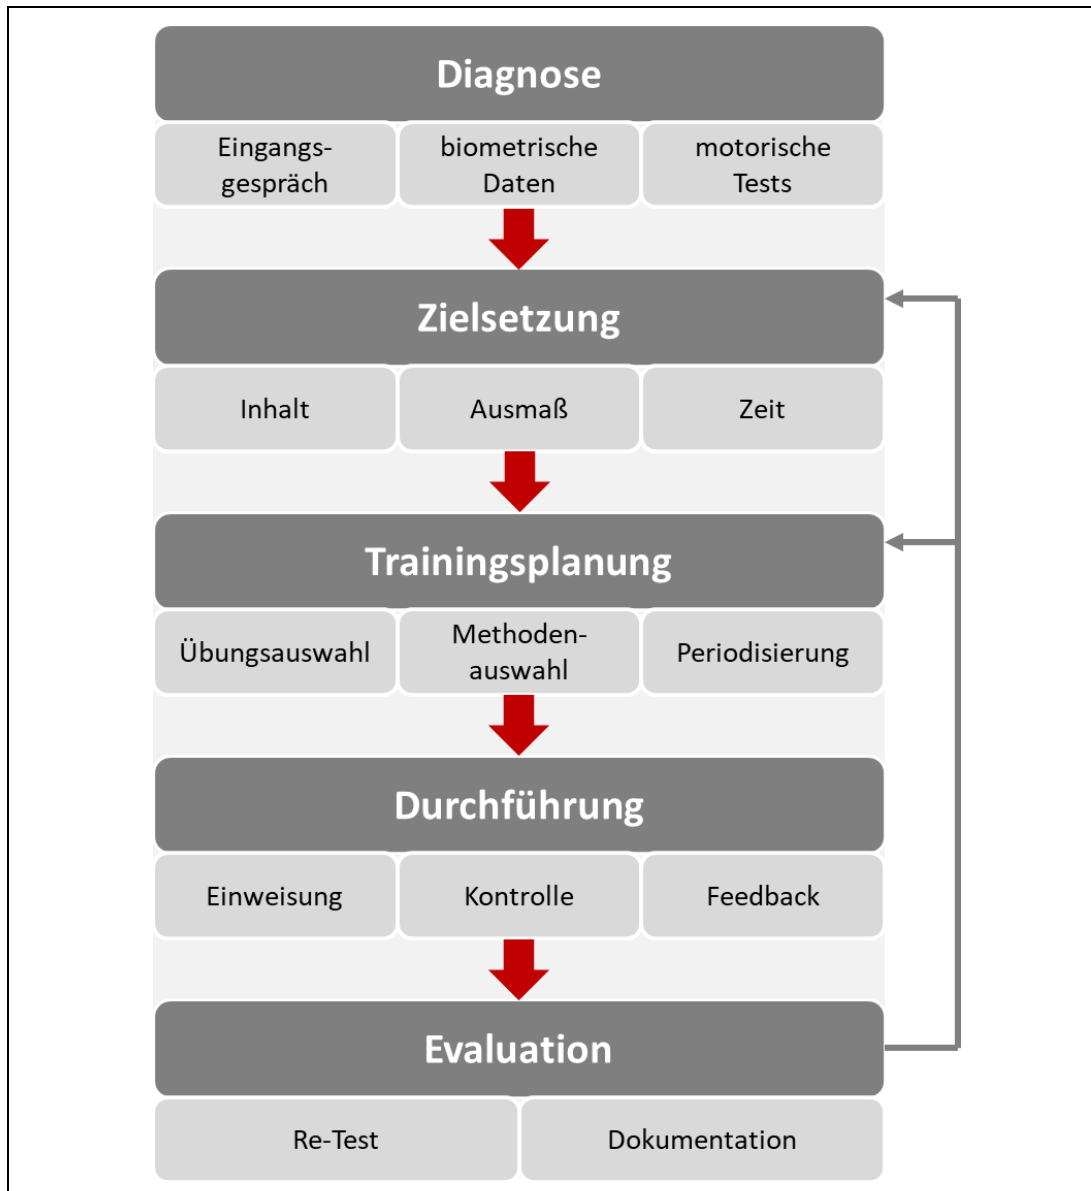 Diagnose
Eingangs-
gespräch
biometrische
Daten
motorische
Tests
Zielsetzung
Inhalt
Ausmaß
Zeit
Trainingsplanung
Übungsauswahl
Methoden-
auswahl
Periodisierung
Durchführung
Einweisung
Kontrolle
Feedback
Evaluation
Re-Test
Dokumentation